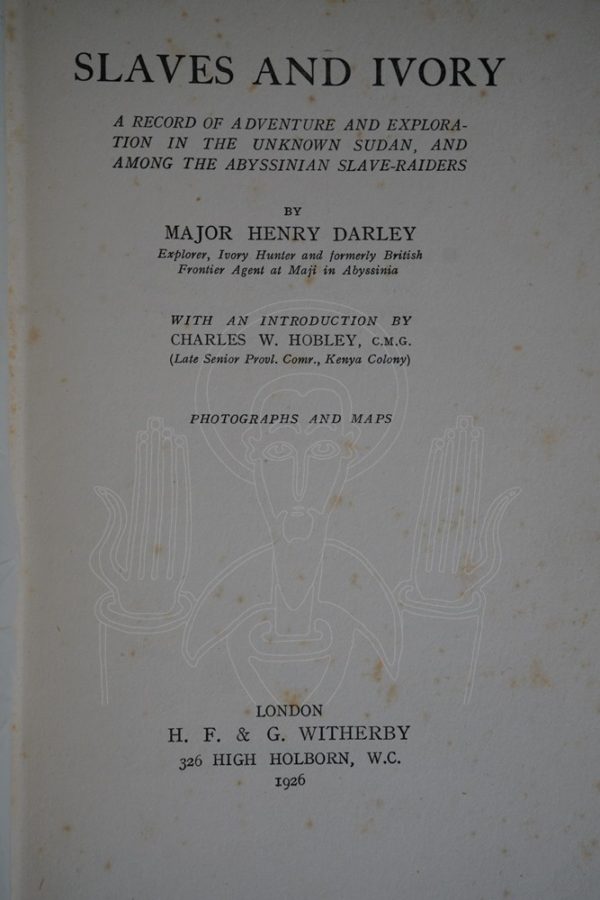 SLAVES AND IVORY
A RECORD OF ADVENTURE AND EXPLORA-
TION IN THE UNKNOWN SUDAN, AND
AMONG THE ABYSSINIAN SLAVE-RAIDERS
BY
MAJOR HENRY DARLEY
Explorer, Ivory Hunter and formerly British
Frontier Agent at Maji in Abyssinia
WITH AN INTRODUCTION BY
CHARLES W. HOBLEY, C.M.G.
(Late Senior Provl. Comr., Kenya Colony)
PHOTOGRAPHS AND MAPS
LONDON
H. F. & G. WITHERBY
326 HIGH HOLBORN, W.C.
1926